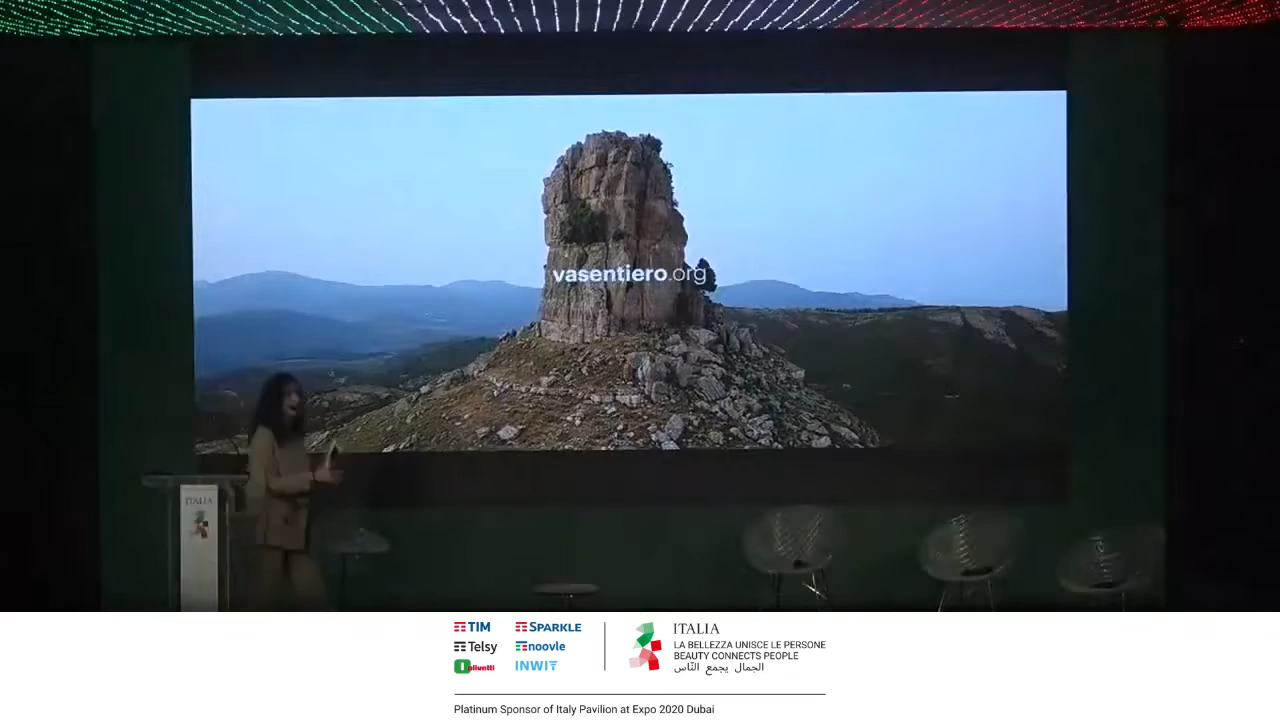 vasentiero.org
ITALIA
TIM
SPARKLE
Telsy
noovle
olivetti
INWIT
ITALIA
LA BELLEZZA UNISCE LE PERSONE
BEAUTY CONNECTS PEOPLE
الجمال يجمع النّاس
Platinum Sponsor of Italy Pavilion at Expo 2020 Dubai